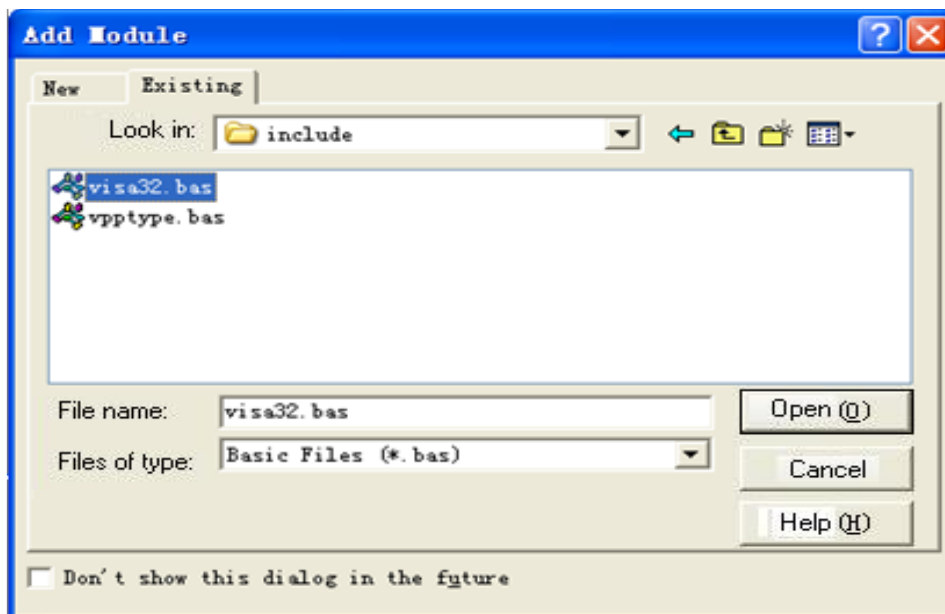 Add Module
New Existing
Look in: include
visa32.bas
vpptype.bas
File name: visa32.bas Open (O)
Files of type: Basic Files (*.bas)
Cancel
Help (H)
Don't show this dialog in the future